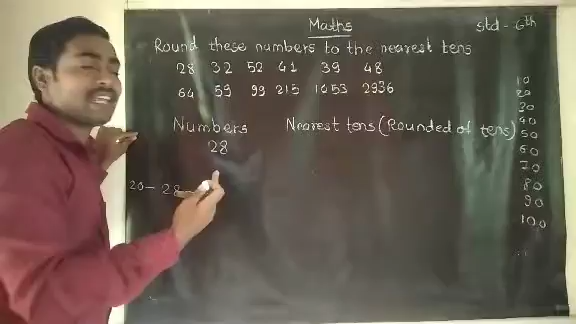 Maths
std - 6th
Round these numbers to the nearest tens
28 32 52 41 39 48
64 59 99 215 1053 2936
Numbers Nearest tens (Rounded of tens)
28
20 - 28 -
10
20
30
40
50
60
70
80
90
100